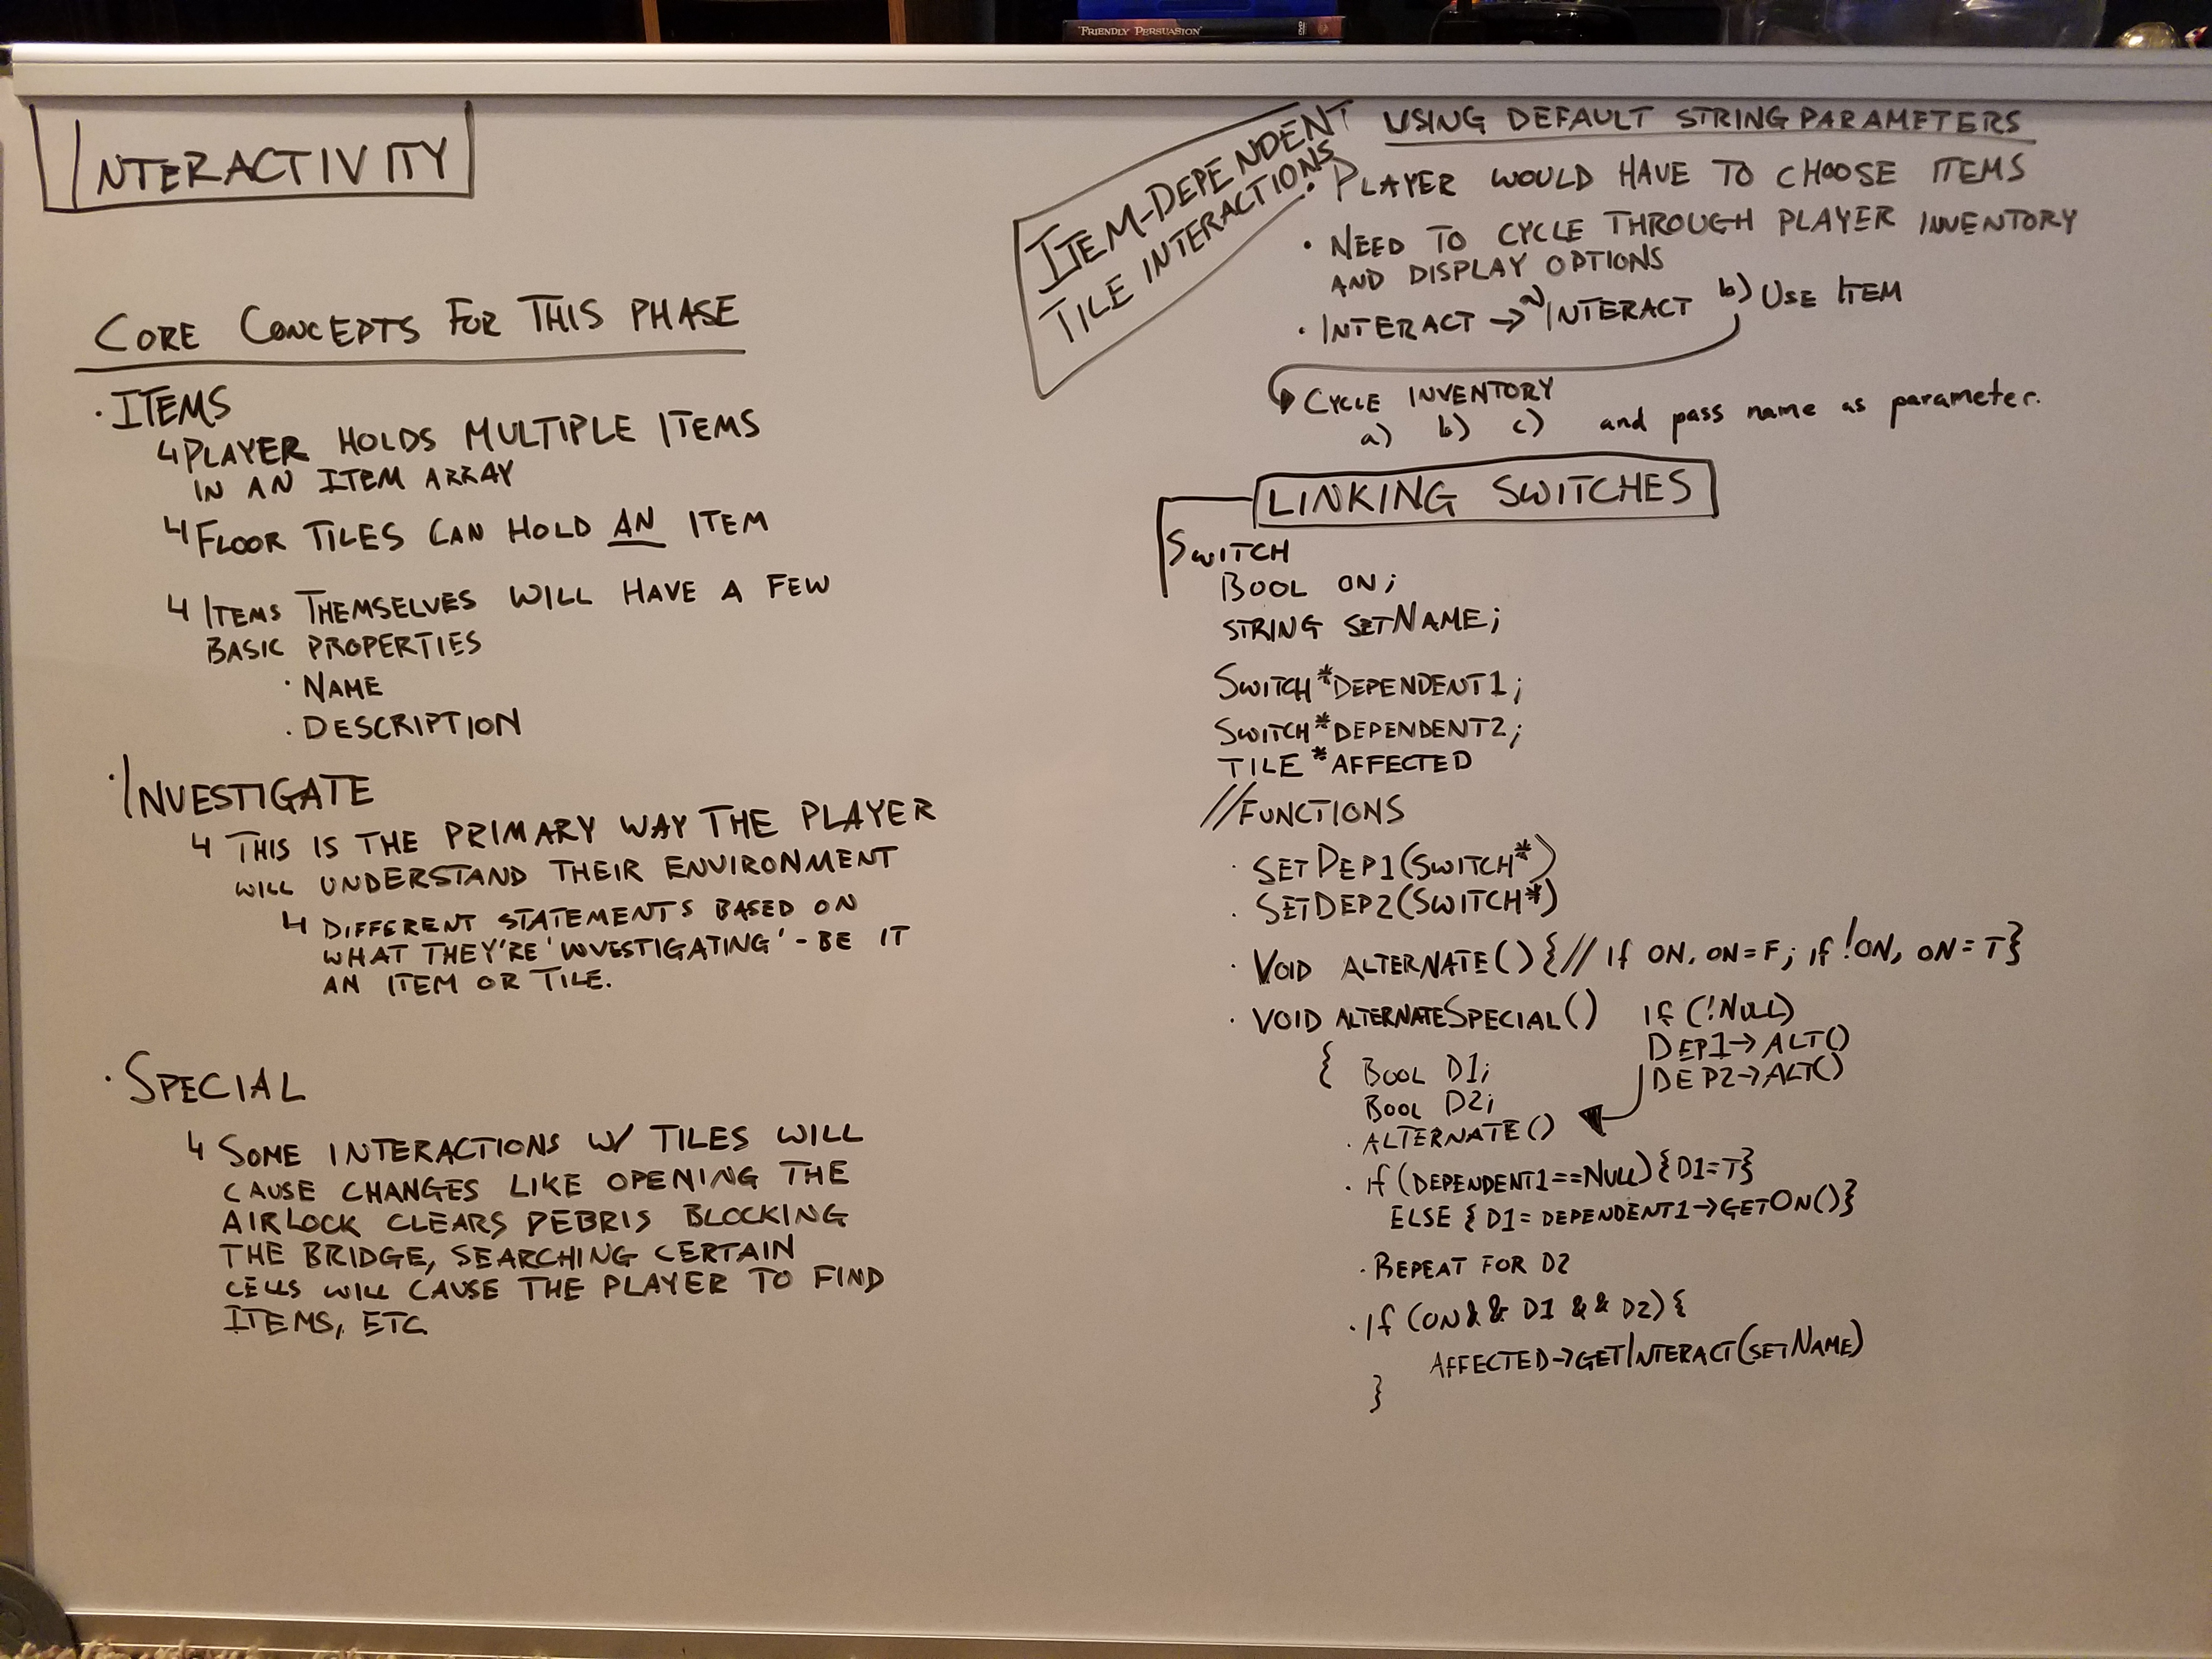 "FRIENDLY PERSUASION"
INTERACTIVITY
CORE CONCEPTS FOR THIS PHASE
· ITEMS
↳ PLAYER HOLDS MULTIPLE ITEMS
IN AN ITEM ARRAY
↳ FLOOR TILES CAN HOLD AN ITEM
↳ ITEMS THEMSELVES WILL HAVE A FEW
BASIC PROPERTIES
· NAME
· DESCRIPTION
· INVESTIGATE
↳ THIS IS THE PRIMARY WAY THE PLAYER
WILL UNDERSTAND THEIR ENVIRONMENT
↳ DIFFERENT STATEMENTS BASED ON
WHAT THEY'RE 'INVESTIGATING' - BE IT
AN ITEM OR TILE.
· SPECIAL
↳ SOME INTERACTIONS W/ TILES WILL
CAUSE CHANGES LIKE OPENING THE
AIRLOCK CLEARS DEBRIS BLOCKING
THE BRIDGE, SEARCHING CERTAIN
CELLS WILL CAUSE THE PLAYER TO FIND
ITEMS, ETC
ITEM-DEPENDENT
TILE INTERACTIONS
USING DEFAULT STRING PARAMETERS
· PLAYER WOULD HAVE TO CHOOSE ITEMS
· NEED TO CYCLE THROUGH PLAYER INVENTORY
AND DISPLAY OPTIONS
· INTERACT → a) INTERACT b) USE ITEM
CYCLE INVENTORY
a) b) c) and pass name as parameter.
LINKING SWITCHES
SWITCH
BOOL ON;
STRING SETNAME;
SWITCH*DEPENDENT1;
SWITCH*DEPENDENT2;
TILE *AFFECTED
//FUNCTIONS
· SETDEP1(SWITCH*)
· SETDEP2(SWITCH*)
· VOID ALTERNATE() {// If ON, ON=F; if !ON, ON=T}
· VOID ALTERNATESPECIAL()
If (!NULL)
DEP1→ALT()
DEP2→ALT()
{ BOOL D1;
BOOL D2;
· ALTERNATE()
· If (DEPENDENT1==NULL){D1=T}
ELSE {D1=DEPENDENT1→GETON()}
· REPEAT FOR D2
· If (ON && D1 && D2) {
AFFECTED→GETINTERACT(SETNAME)
}